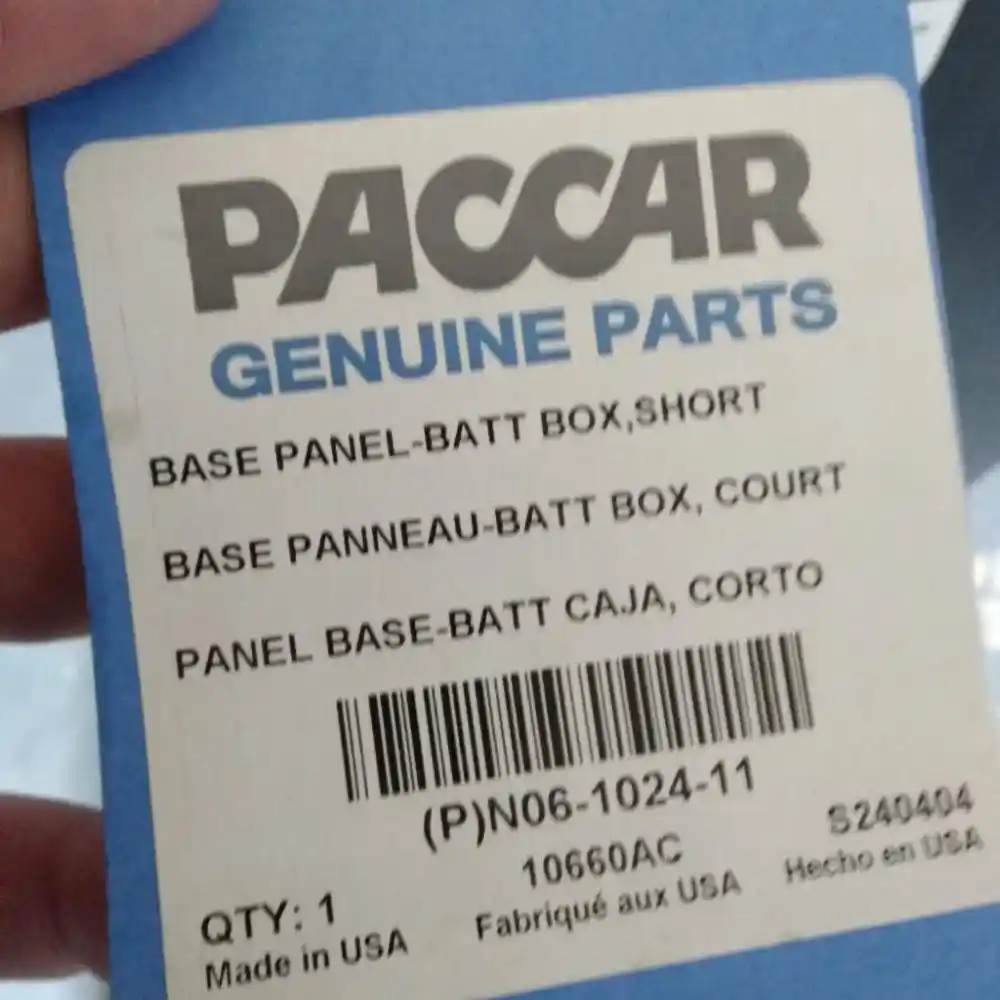 PACCAR
GENUINE PARTS
BASE PANEL-BATT BOX,SHORT
BASE PANNEAU-BATT BOX, COURT
PANEL BASE-BATT CAJA, CORTO
(P)N06-1024-11
10660AC
S240404
QTY: 1
Made in USA
Fabriqué aux USA
Hecho en USA